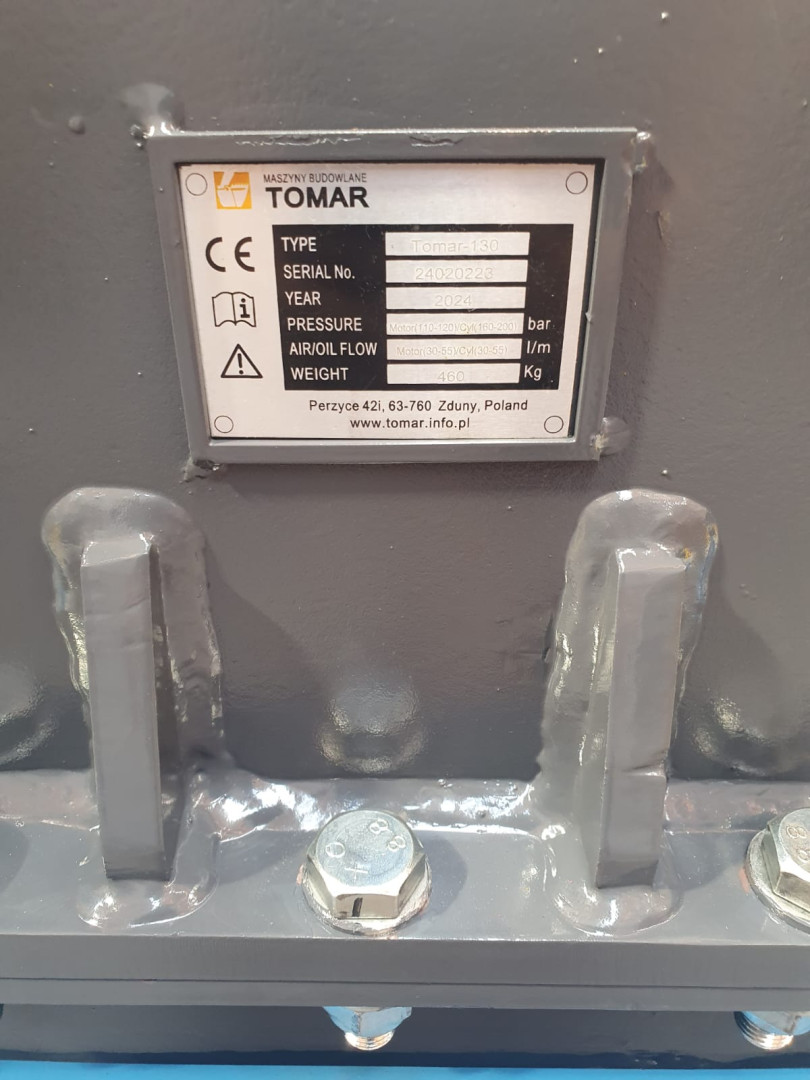 MASZYNY BUDOWLANE
TOMAR
CE
TYPE Tomar-130
SERIAL No. 24020223
YEAR 2024
PRESSURE Motor(110-120)/Cyl(160-200) bar
AIR/OIL FLOW Motor(30-55)/Cyl(30-55) l/m
WEIGHT 460 Kg
Perzyce 42i, 63-760 Zduny, Poland
www.tomar.info.pl
8.8